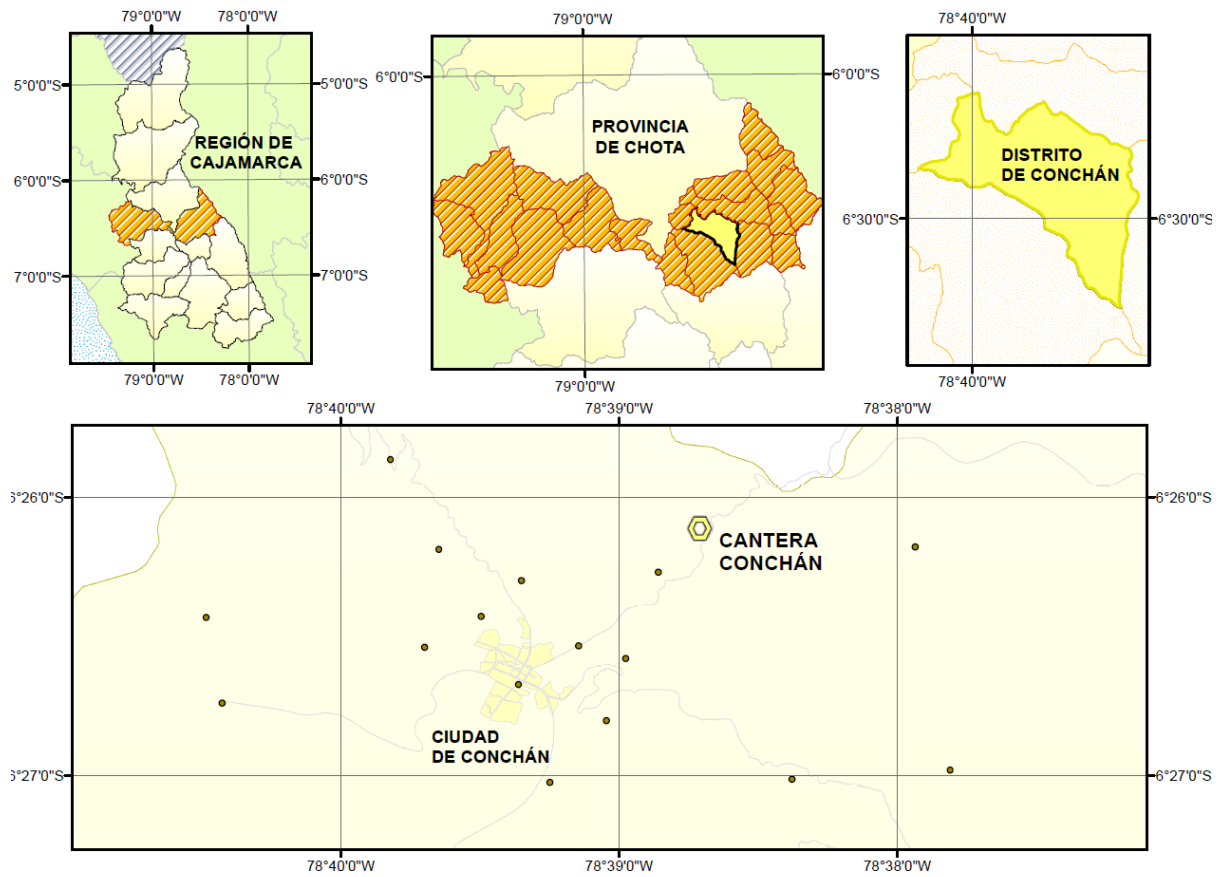 79°0'0"W 78°0'0"W
79°0'0"W
78°40'0"W
5°0'0"S
5°0'0"S
REGIÓN DE
CAJAMARCA
6°0'0"S
6°0'0"S
7°0'0"S
7°0'0"S
79°0'0"W 78°0'0"W
6°0'0"S
6°0'0"S
PROVINCIA
DE CHOTA
79°0'0"W
DISTRITO
DE CONCHÁN
6°30'0"S
6°30'0"S
78°40'0"W
78°40'0"W 78°39'0"W 78°38'0"W
6°26'0"S
6°26'0"S
CANTERA
CONCHÁN
CIUDAD
DE CONCHÁN
6°27'0"S
6°27'0"S
78°40'0"W 78°39'0"W 78°38'0"W